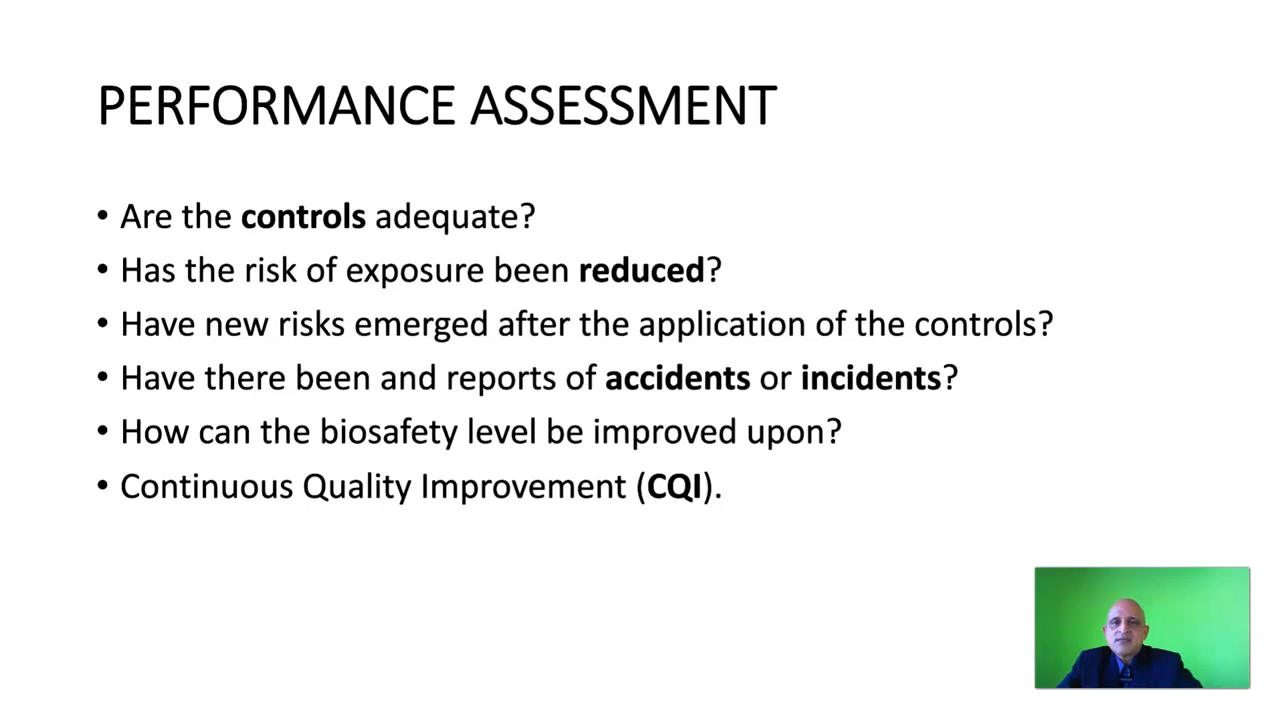 PERFORMANCE ASSESSMENT
• Are the controls adequate?
• Has the risk of exposure been reduced?
• Have new risks emerged after the application of the controls?
• Have there been and reports of accidents or incidents?
• How can the biosafety level be improved upon?
• Continuous Quality Improvement (CQI).